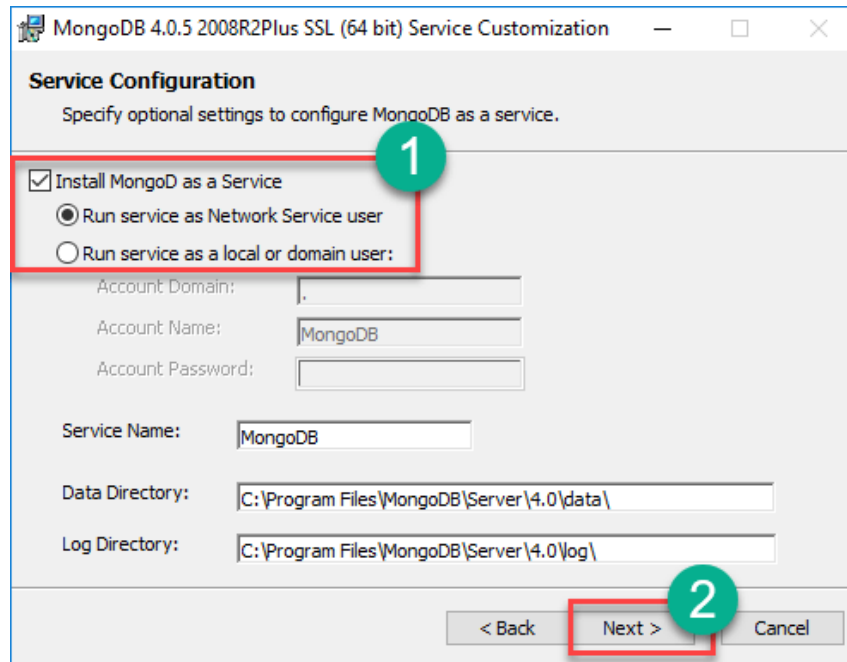 MongoDB 4.0.5 2008R2Plus SSL (64 bit) Service Customization
Service Configuration
Specify optional settings to configure MongoDB as a service.
1
Install MongoD as a Service
Run service as Network Service user
Run service as a local or domain user:
Account Domain: .
Account Name: MongoDB
Account Password:
Service Name: MongoDB
Data Directory: C:\Program Files\MongoDB\Server\4.0\data\
Log Directory: C:\Program Files\MongoDB\Server\4.0\log\
2
< Back Next > Cancel